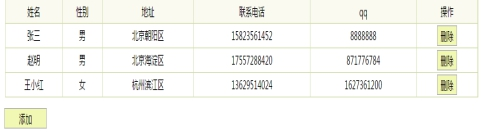 姓名 性别 地址 联系电话 qq 操作
张三 男 北京朝阳区 15823561452 8888888 删除
赵明 男 北京海淀区 17557288420 871776784 删除
王小红 女 杭州滨江区 13629514024 1627361200 删除
添加